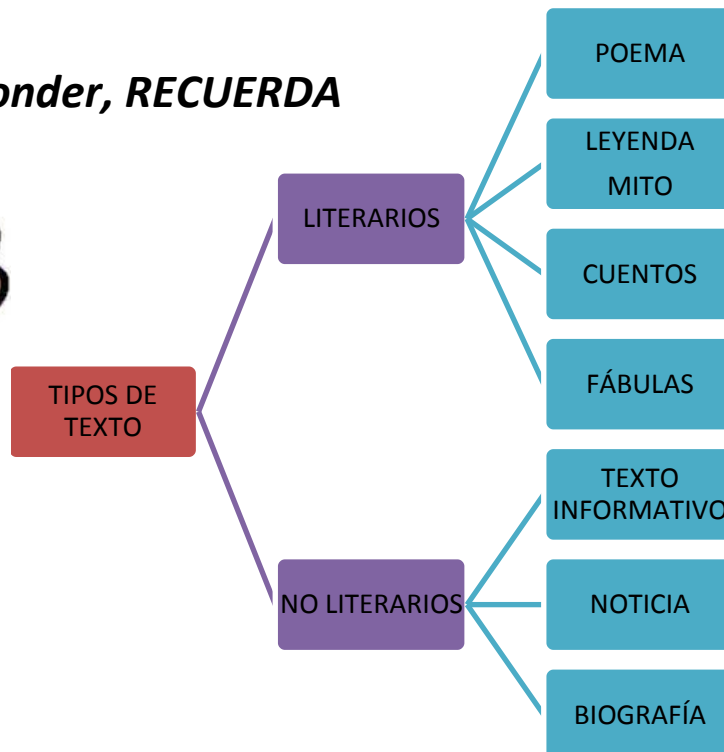 onder, RECUERDA
TIPOS DE
TEXTO
LITERARIOS
POEMA
LEYENDA
MITO
CUENTOS
FÁBULAS
NO LITERARIOS
TEXTO
INFORMATIVO
NOTICIA
BIOGRAFÍA